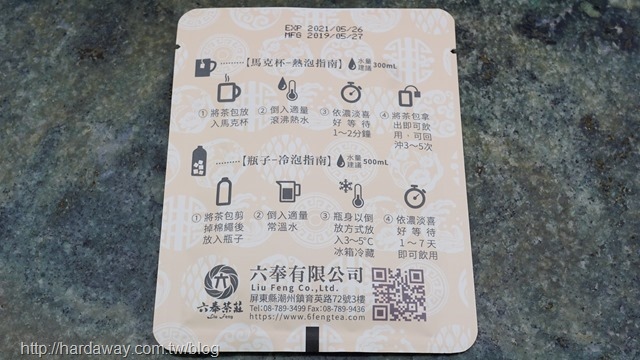 EXP 2021/05/26
MFG 2019/05/27
【馬克杯-熱泡指南】 水量建議 300mL
①將茶包放入馬克杯
②倒入適量滾沸熱水
③依濃淡喜好等待1~2分鐘
④將茶包拿出即可飲用，可回沖3~5次
【瓶子-冷泡指南】 水量建議 500mL
①將茶包剪掉棉繩後放入瓶子
②倒入適量常溫水
③瓶身以倒放方式放入3~5℃冰箱冷藏
④依濃淡喜好等待1~7天即可飲用
六奉茶莊
Liu Feng
六奉有限公司
Liu Feng Co.,Ltd.
屏東縣潮州鎮育英路72號3樓
Tel:08-789-3499 Fax:08-789-9436
https://www.6fengtea.com
http://hardaway.com.tw/blog